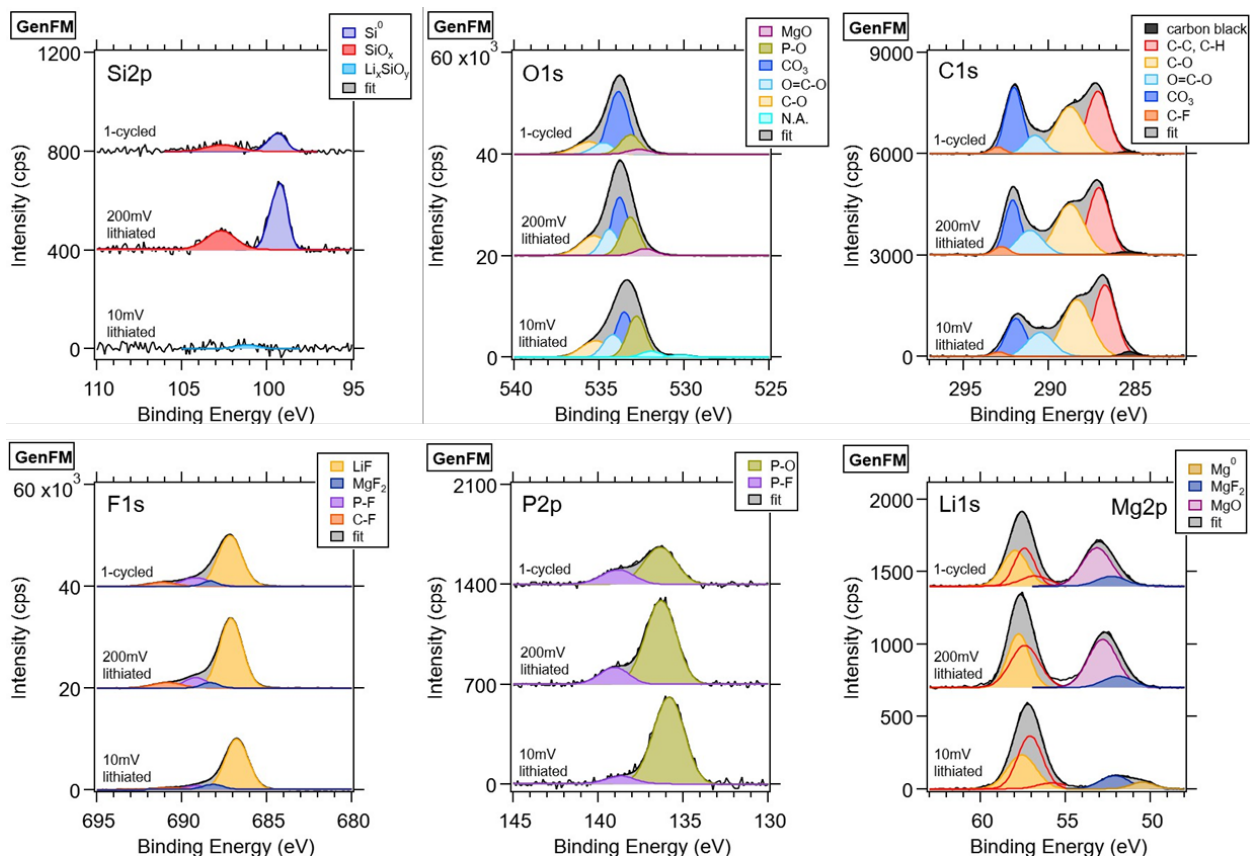 GenFM
Si2p
Si0
SiOx
LixSiOy
fit
1200
800
400
0
1-cycled
200mV
lithiated
10mV
lithiated
Intensity (cps)
110 105 100 95
Binding Energy (eV)
GenFM
O1s
MgO
P-O
CO3
O=C-O
C-O
N.A.
fit
60 x10³
40
20
0
1-cycled
200mV
lithiated
10mV
lithiated
Intensity (cps)
540 535 530 525
Binding Energy (eV)
GenFM
C1s
carbon black
C-C, C-H
C-O
O=C-O
CO3
C-F
fit
9000
6000
3000
0
1-cycled
200mV
lithiated
10mV
lithiated
Intensity (cps)
295 290 285
Binding Energy (eV)
GenFM
F1s
LiF
MgF2
P-F
C-F
fit
60 x10³
40
20
0
1-cycled
200mV
lithiated
10mV
lithiated
Intensity (cps)
695 690 685 680
Binding Energy (eV)
GenFM
P2p
P-O
P-F
fit
2100
1400
700
0
1-cycled
200mV
lithiated
10mV
lithiated
Intensity (cps)
145 140 135 130
Binding Energy (eV)
GenFM
Li1s Mg2p
Mg0
MgF2
MgO
fit
2000
1500
1000
500
0
1-cycled
200mV
lithiated
10mV
lithiated
Intensity (cps)
60 55 50
Binding Energy (eV)